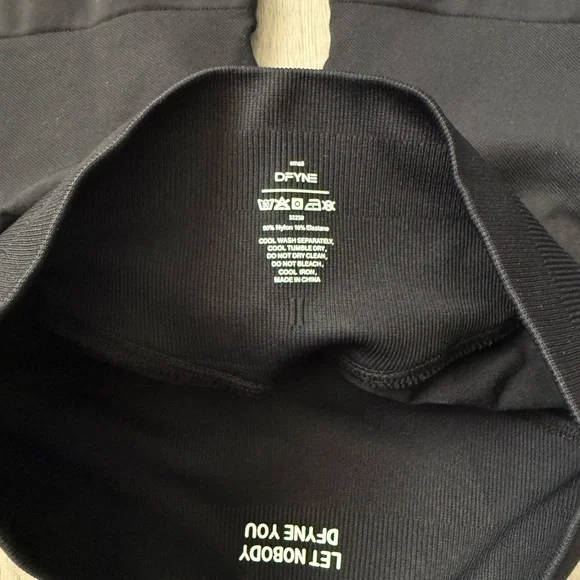 small
DFYNE
32259
90% Nylon 10% Elastane
COOL WASH SEPARATELY,
COOL TUMBLE DRY,
DO NOT DRY CLEAN,
DO NOT BLEACH,
COOL IRON,
MADE IN CHINA
LET NOBODY
DFYNE YOU